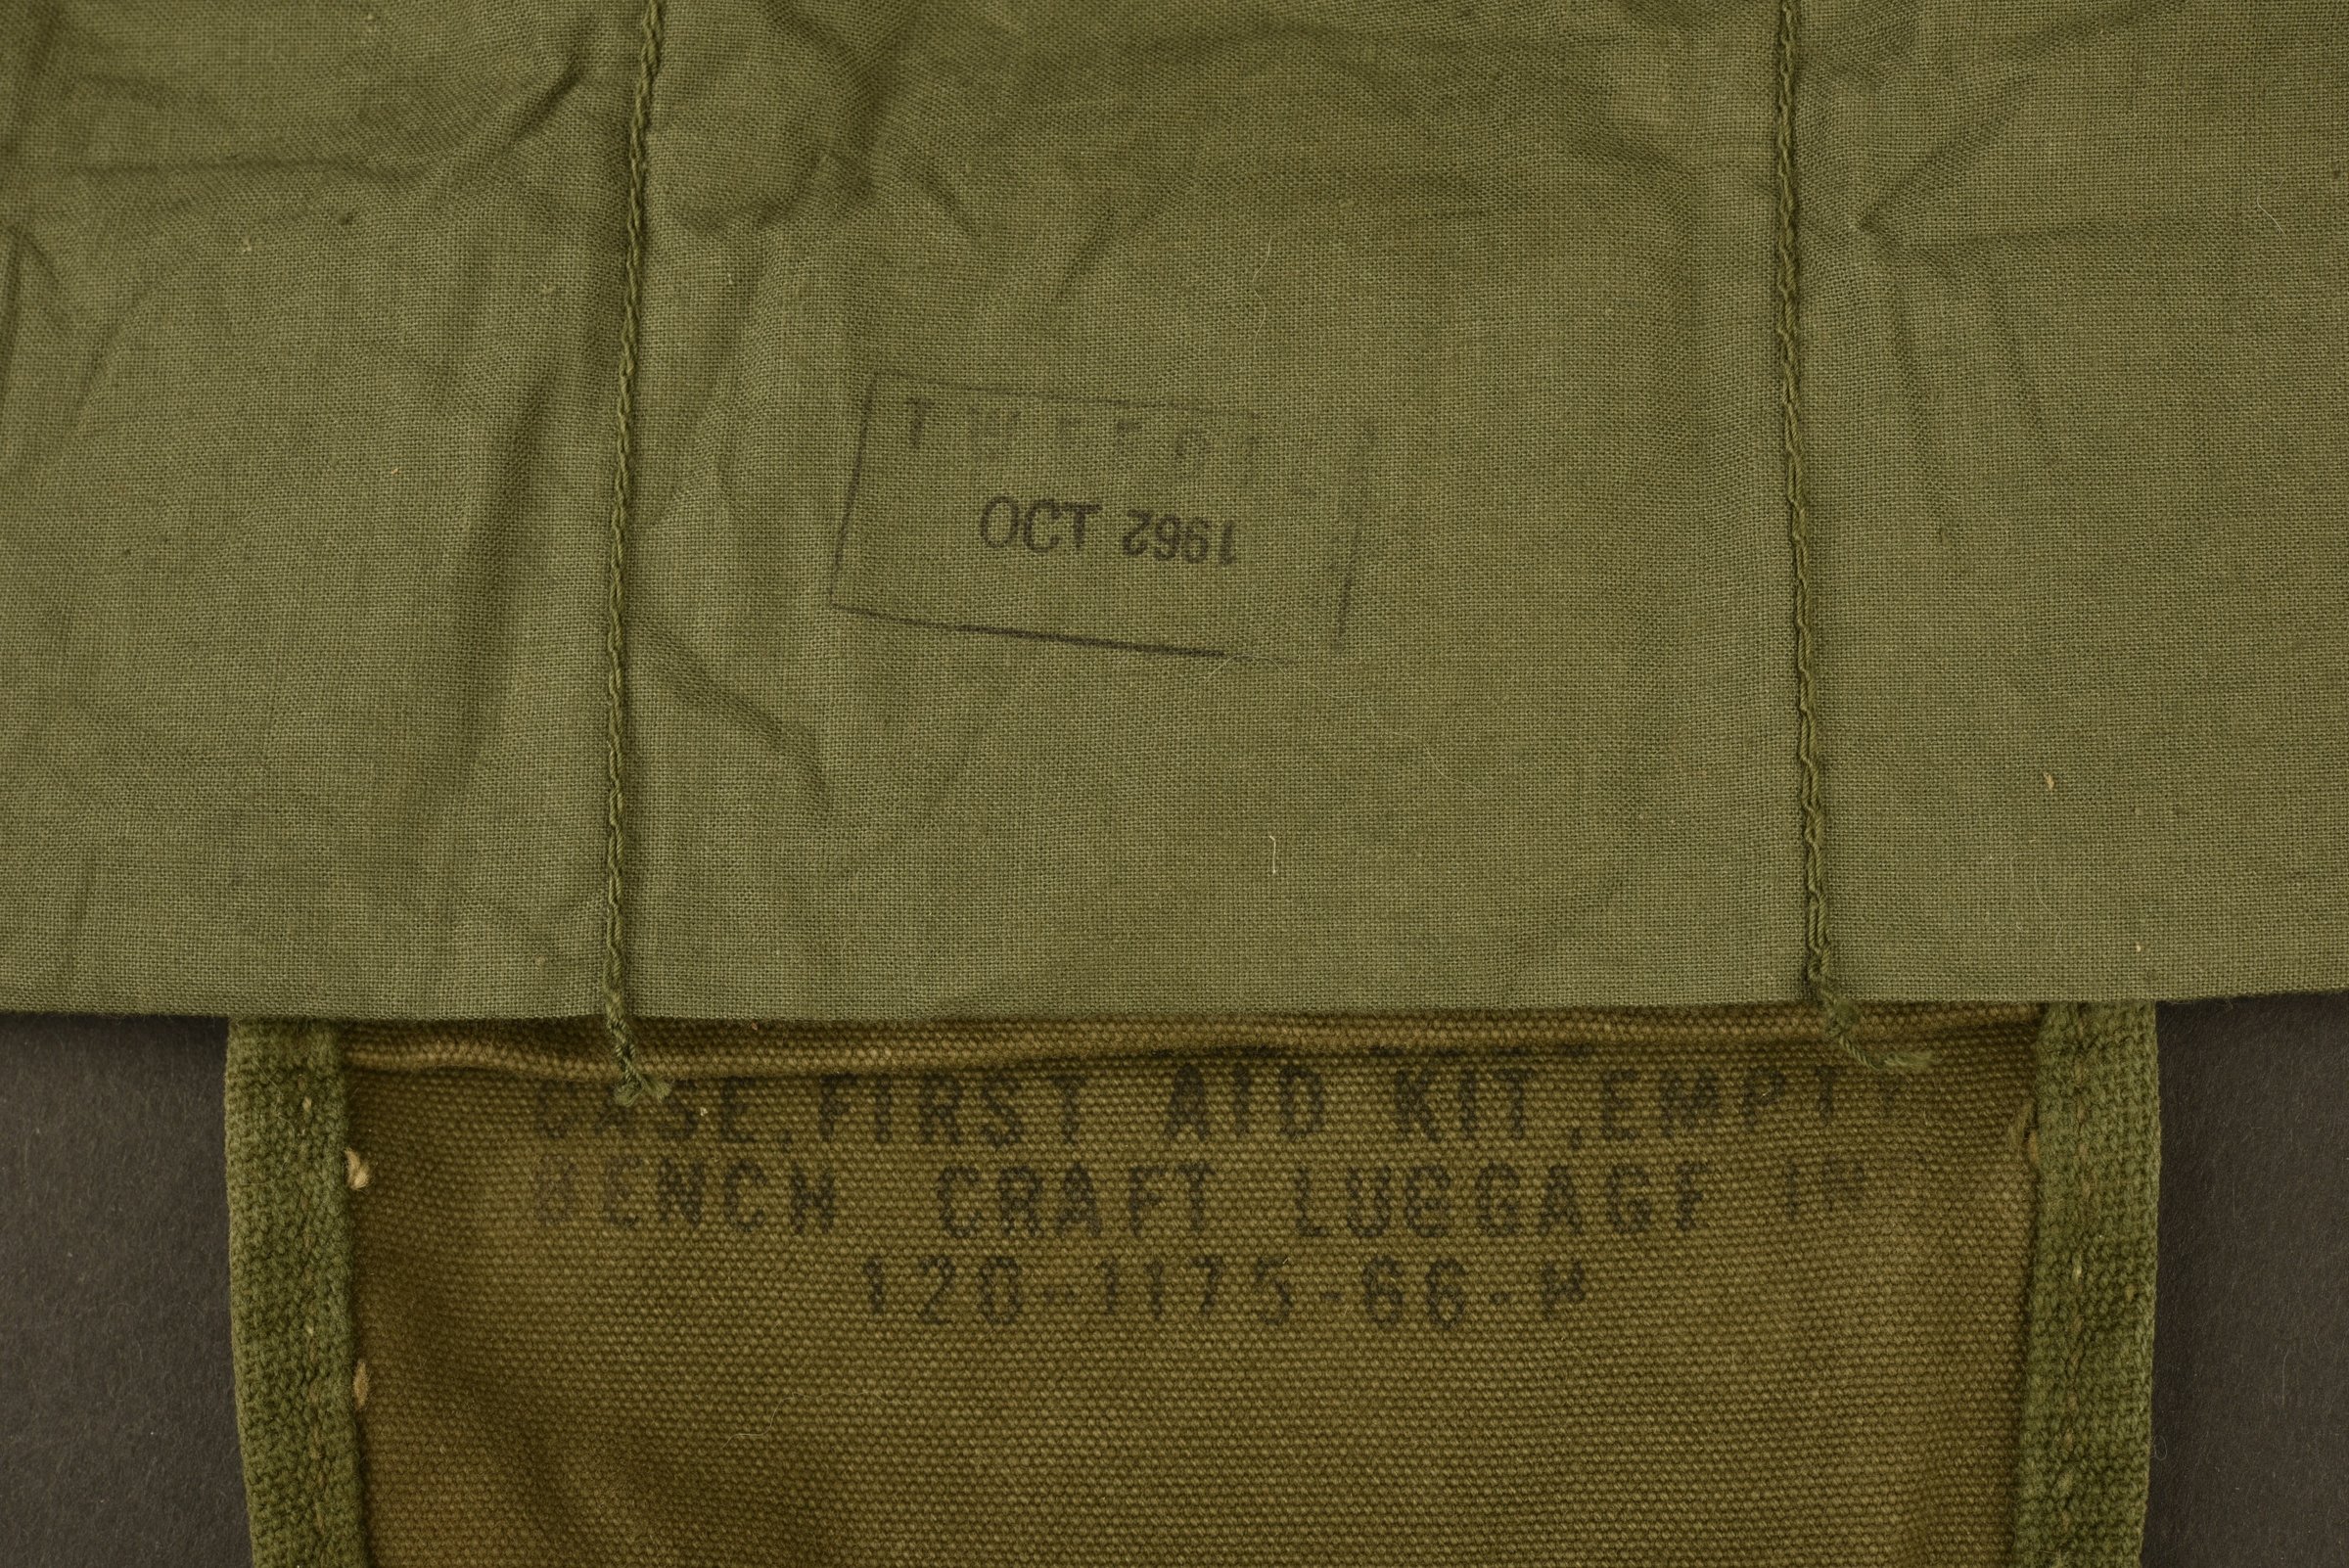 OCT 1962
CASE, FIRST AID KIT, EMPTY
BENCH CRAFT LUGGAGE
120-1175-66-